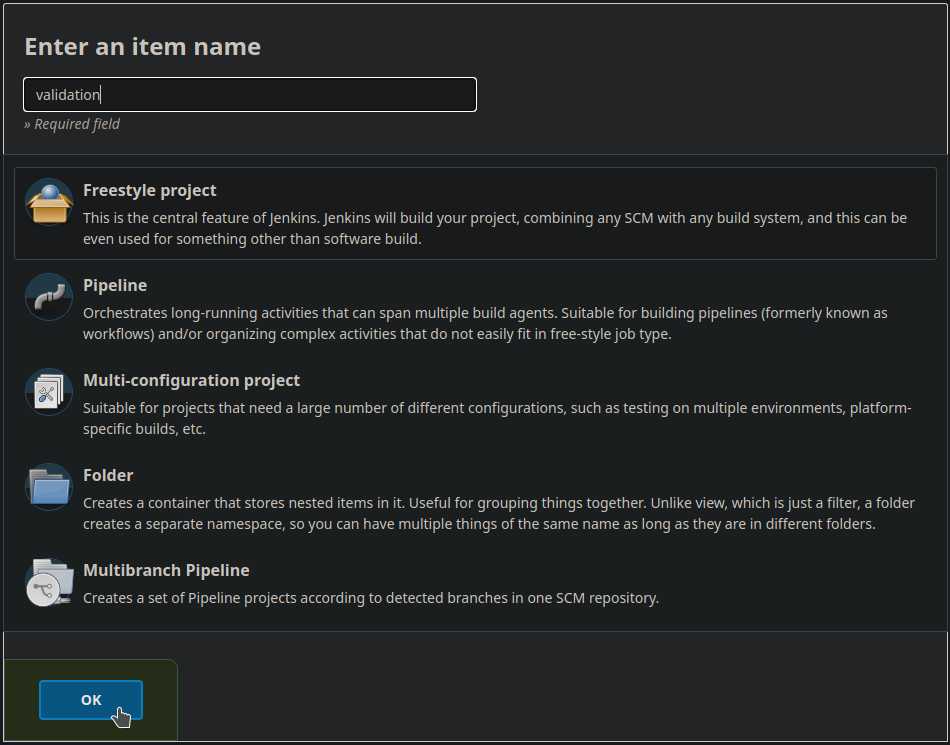 Enter an item name
validation
» Required field
Freestyle project
This is the central feature of Jenkins. Jenkins will build your project, combining any SCM with any build system, and this can be
even used for something other than software build.
Pipeline
Orchestrates long-running activities that can span multiple build agents. Suitable for building pipelines (formerly known as
workflows) and/or organizing complex activities that do not easily fit in free-style job type.
Multi-configuration project
Suitable for projects that need a large number of different configurations, such as testing on multiple environments, platform-
specific builds, etc.
Folder
Creates a container that stores nested items in it. Useful for grouping things together. Unlike view, which is just a filter, a folder
creates a separate namespace, so you can have multiple things of the same name as long as they are in different folders.
Multibranch Pipeline
Creates a set of Pipeline projects according to detected branches in one SCM repository.
OK